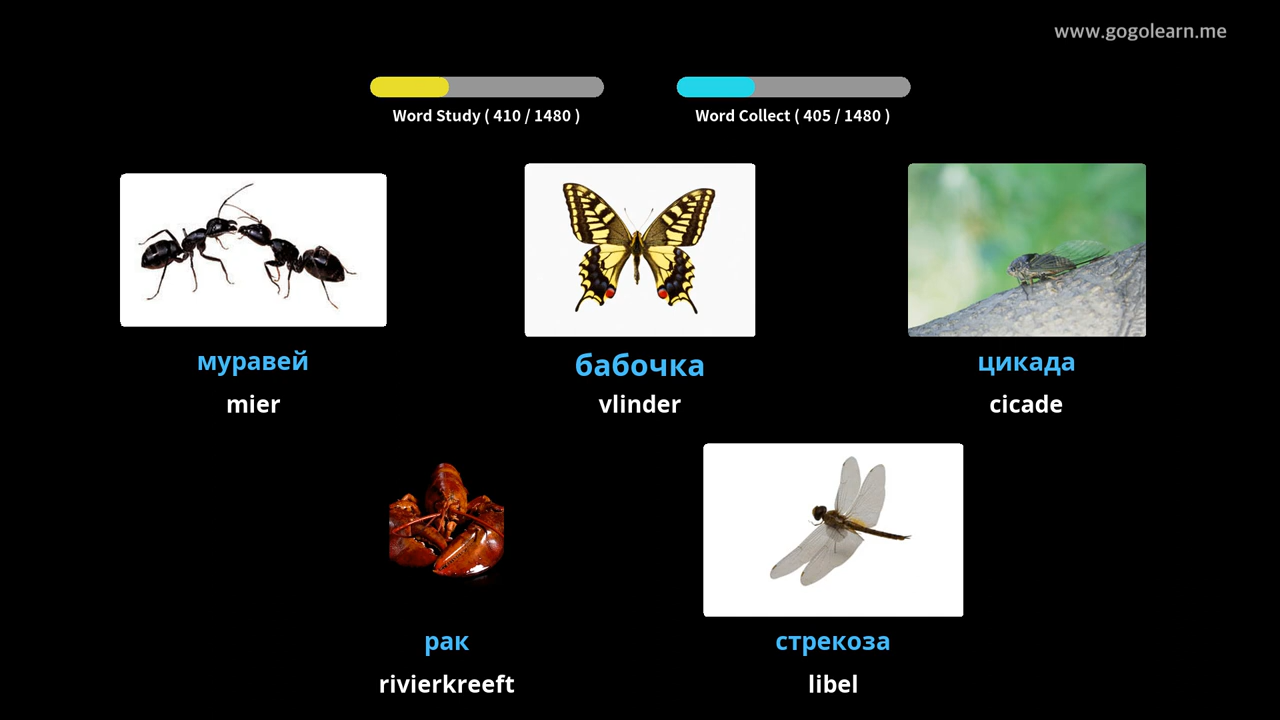 www.gogolearn.me
Word Study ( 410 / 1480 )
Word Collect ( 405 / 1480 )
муравей
бабочка
цикада
mier
vlinder
cicade
рак
стрекоза
rivierkreeft
libel